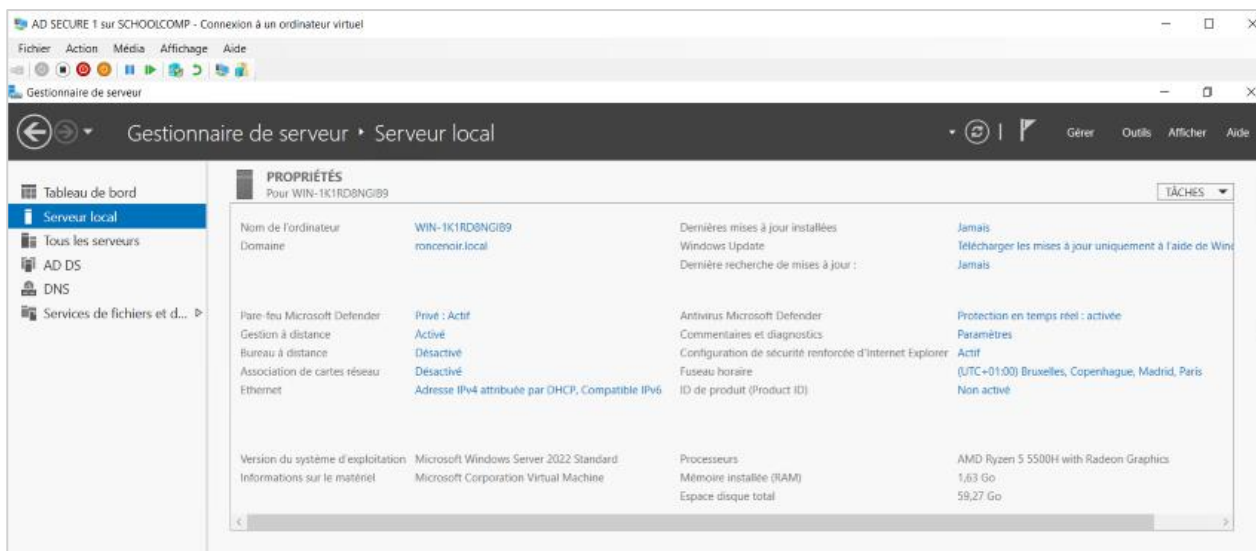 AD SECURE 1 sur SCHOOLCOMP - Connexion à un ordinateur virtuel
Fichier Action Média Affichage Aide
Gestionnaire de serveur
Gestionnaire de serveur ‣ Serveur local
Gérer Outils Afficher Aide
Tableau de bord
Serveur local
Tous les serveurs
AD DS
DNS
Services de fichiers et d...
PROPRIÉTÉS
Pour WIN-1K1RD8NGIB9
TÂCHES
Nom de l'ordinateur WIN-1K1RD8NGIB9 Dernières mises à jour installées Jamais
Domaine roncenoir.local Windows Update Télécharger les mises à jour uniquement à l'aide de Wind
Dernière recherche de mises à jour : Jamais
Pare-feu Microsoft Defender Privé : Actif Antivirus Microsoft Defender Protection en temps réel : activée
Gestion à distance Activé Commentaires et diagnostics Paramètres
Bureau à distance Désactivé Configuration de sécurité renforcée d'Internet Explorer Actif
Association de cartes réseau Désactivé Fuseau horaire (UTC+01:00) Bruxelles, Copenhague, Madrid, Paris
Ethernet Adresse IPv4 attribuée par DHCP, Compatible IPv6 ID de produit (Product ID) Non activé
Version du système d'exploitation Microsoft Windows Server 2022 Standard Processeurs AMD Ryzen 5 5500H with Radeon Graphics
Informations sur le matériel Microsoft Corporation Virtual Machine Mémoire installée (RAM) 1,63 Go
Espace disque total 59,27 Go